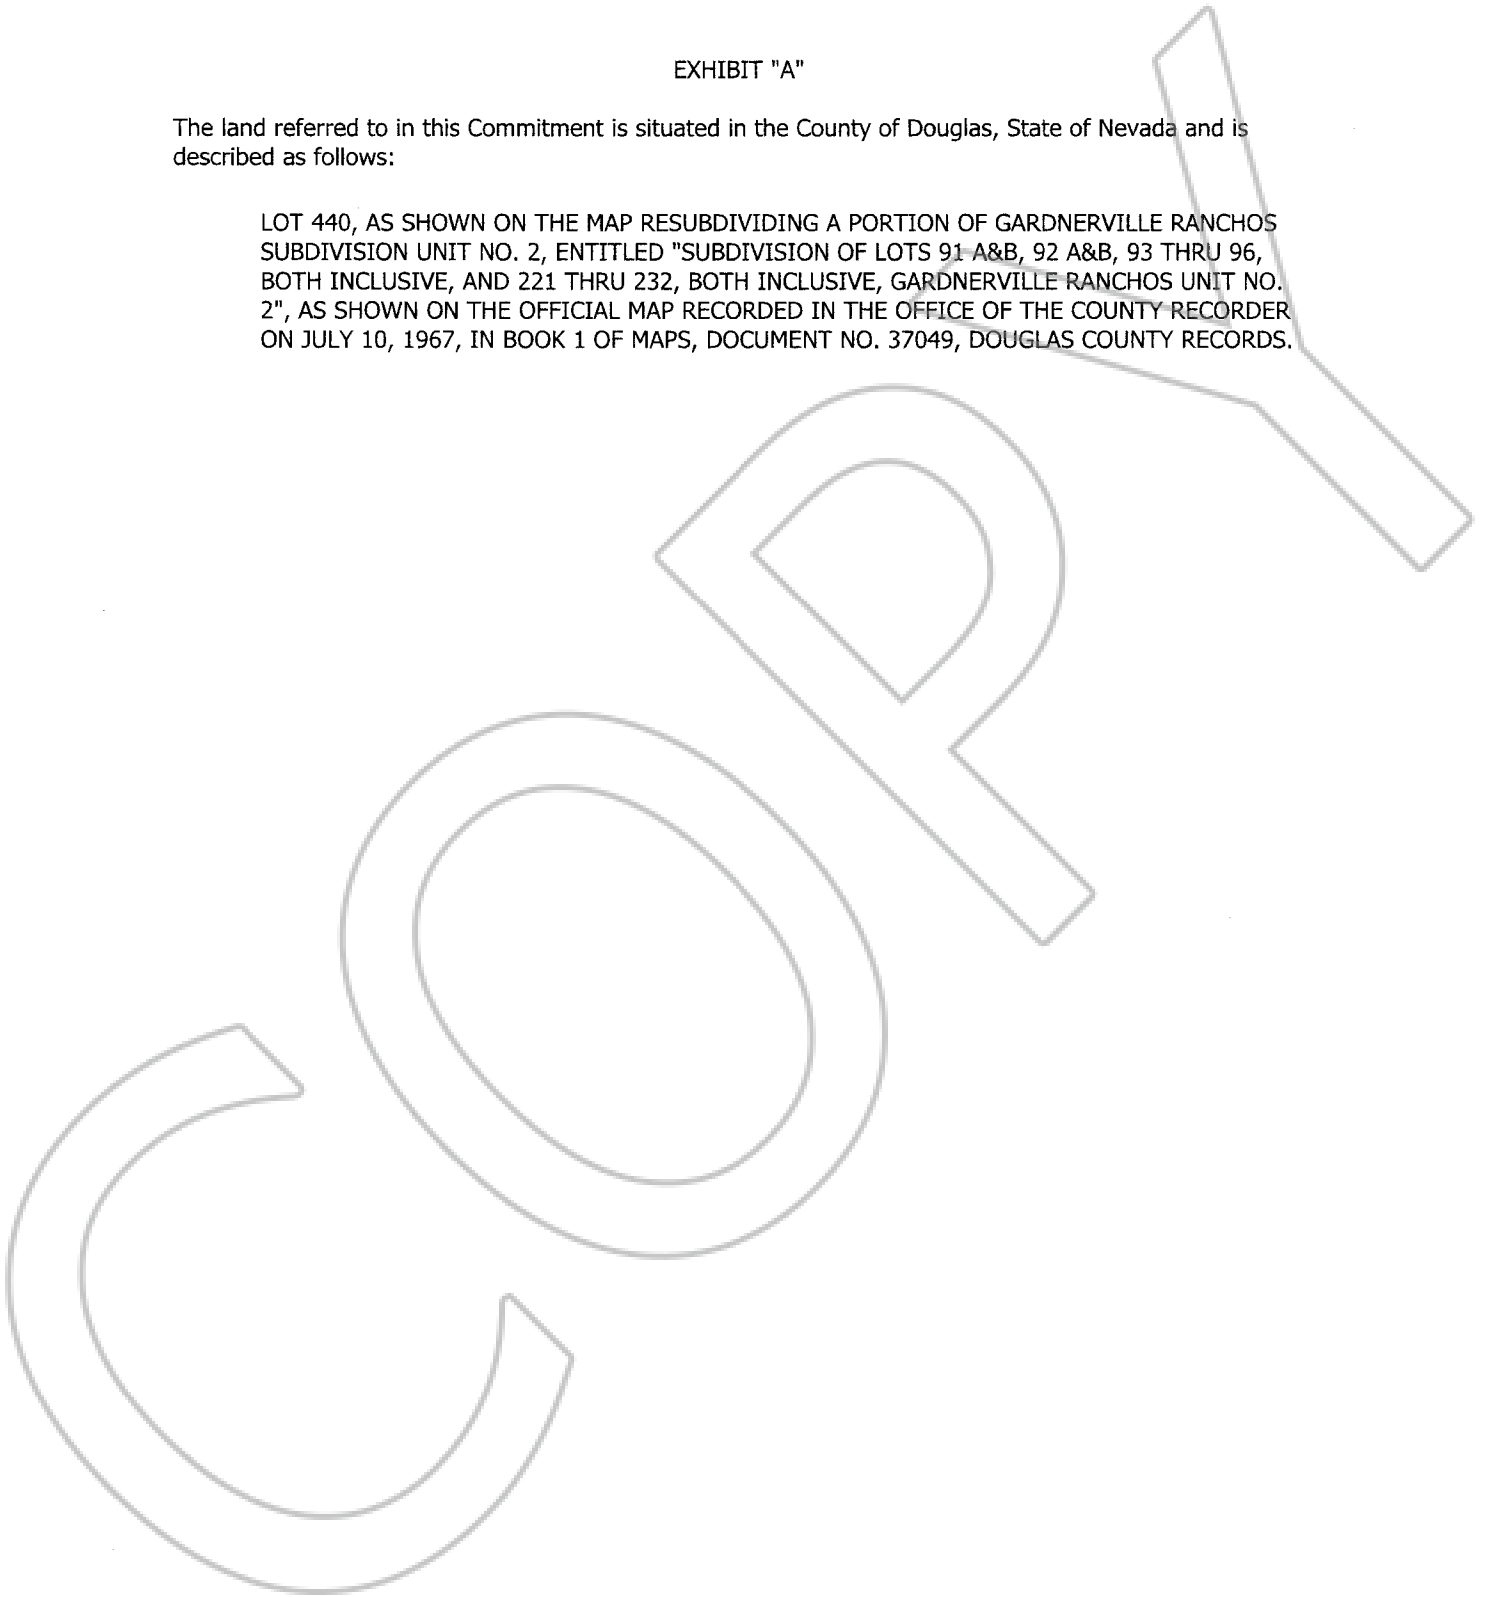 EXHIBIT "A"
The land referred to in this Commitment is situated in the County of Douglas, State of Nevada and is
described as follows:
LOT 440, AS SHOWN ON THE MAP RESUBDIVIDING A PORTION OF GARDNERVILLE RANCHOS
SUBDIVISION UNIT NO. 2, ENTITLED "SUBDIVISION OF LOTS 91 A&B, 92 A&B, 93 THRU 96,
BOTH INCLUSIVE, AND 221 THRU 232, BOTH INCLUSIVE, GARDNERVILLE RANCHOS UNIT NO.
2", AS SHOWN ON THE OFFICIAL MAP RECORDED IN THE OFFICE OF THE COUNTY RECORDER
ON JULY 10, 1967, IN BOOK 1 OF MAPS, DOCUMENT NO. 37049, DOUGLAS COUNTY RECORDS.
COPY